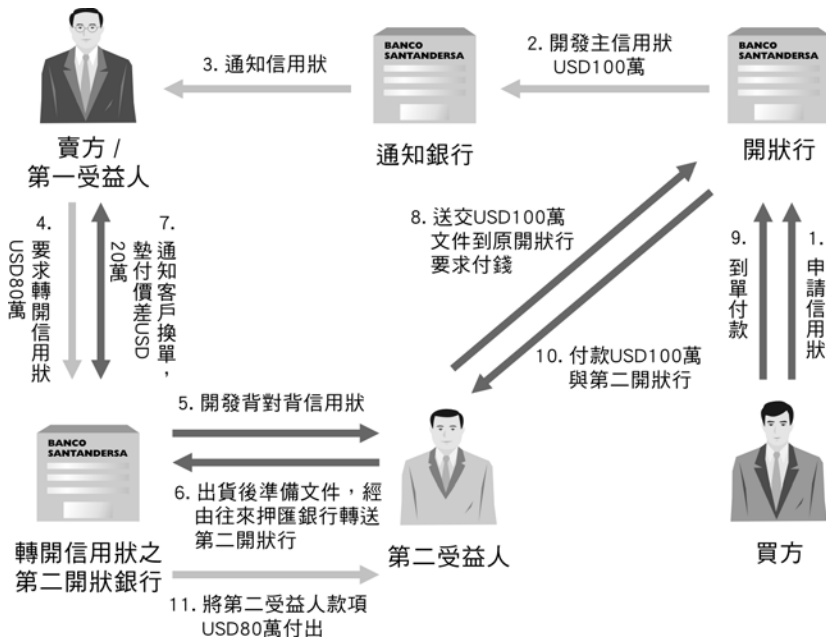 BANCO
SANTANDERSA
2. 開發主信用狀
USD100萬
BANCO
SANTANDERSA
3. 通知信用狀
賣方 /
第一受益人
通知銀行
開狀行
4. 要求轉開信用狀
USD80萬
7. 通知客戶換單，
墊付價差USD
20萬
8. 送交USD100萬
文件到原開狀行
要求付錢
9. 到單付款
1. 申請信用狀
10. 付款USD100萬
與第二開狀行
5. 開發背對背信用狀
BANCO
SANTANDERSA
6. 出貨後準備文件，經
由往來押匯銀行轉送
第二開狀行
轉開信用狀之
第二開狀銀行
第二受益人
買方
11. 將第二受益人款項
USD80萬付出